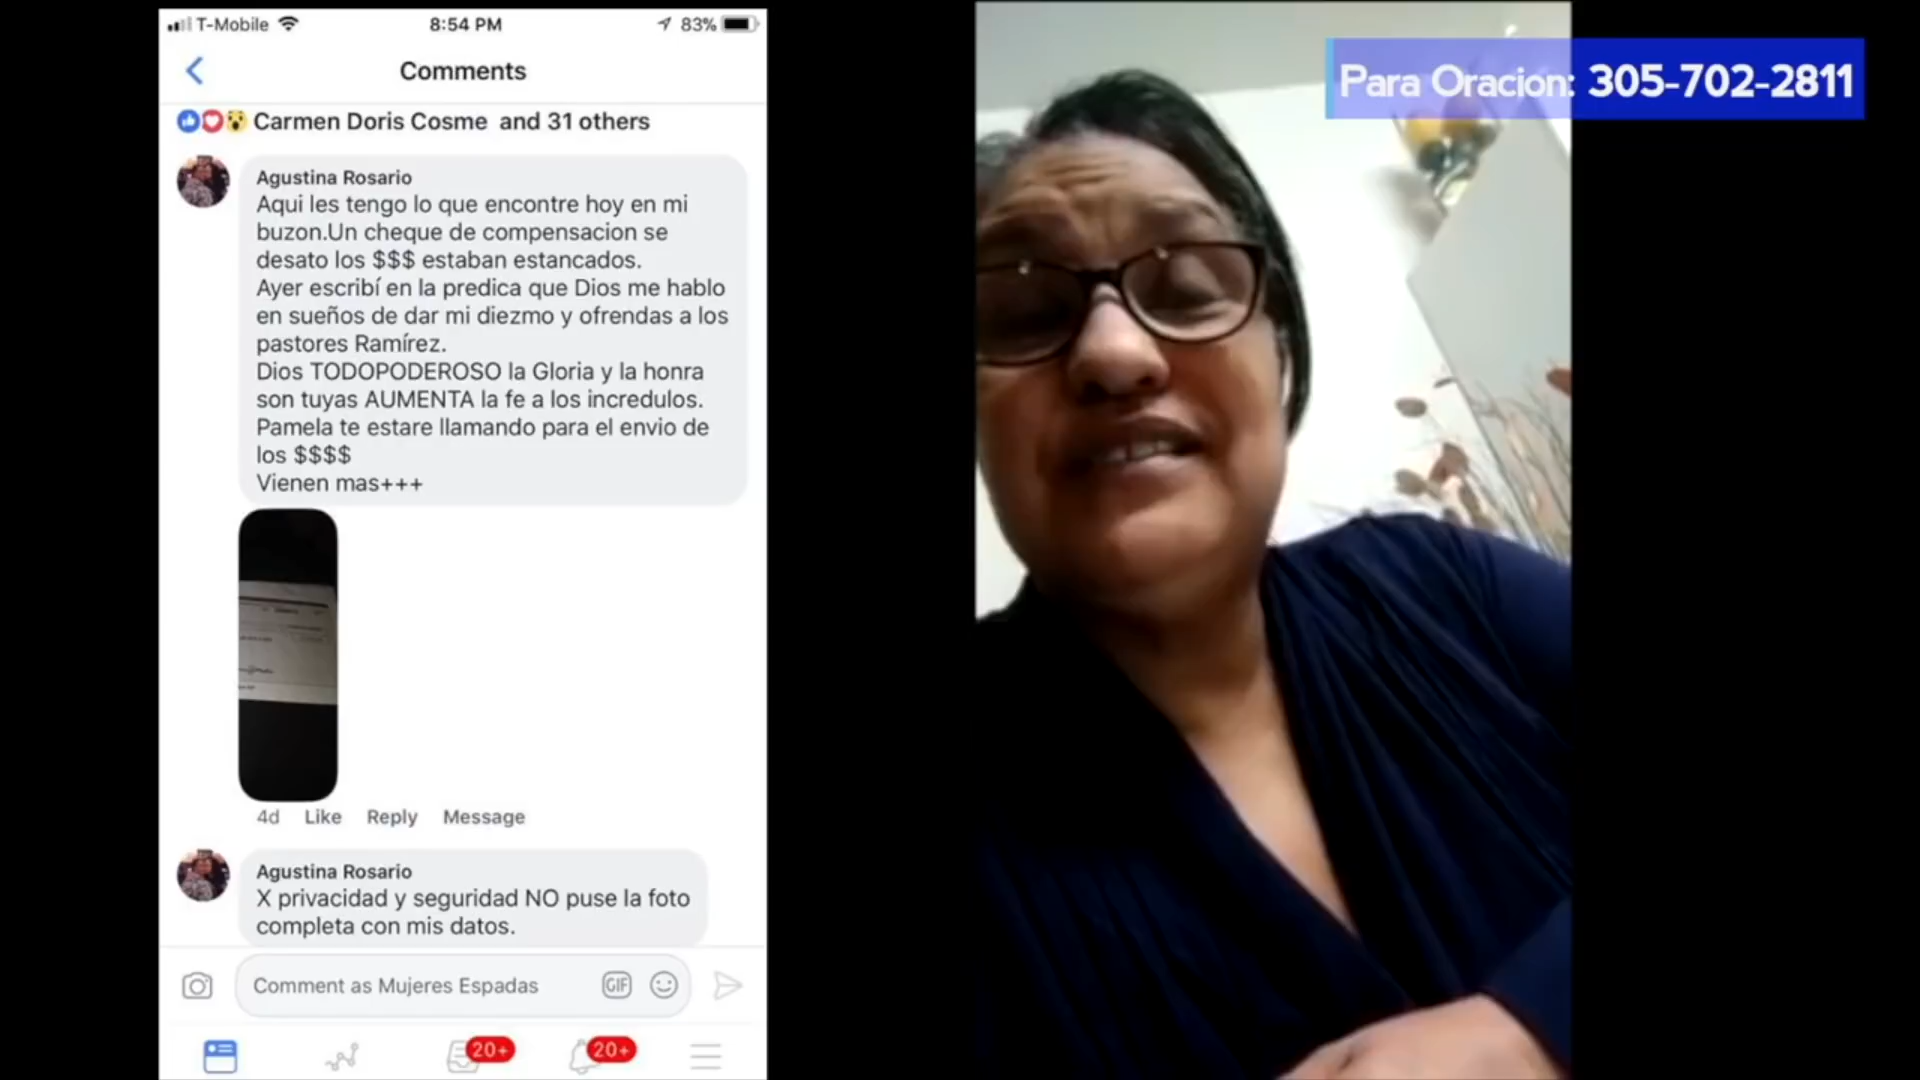 T-Mobile 8:54 PM 83%
Comments
Carmen Doris Cosme and 31 others
Agustina Rosario
Aqui les tengo lo que encontre hoy en mi
buzon.Un cheque de compensacion se
desato los $$$ estaban estancados.
Ayer escribí en la predica que Dios me hablo
en sueños de dar mi diezmo y ofrendas a los
pastores Ramírez.
Dios TODOPODEROSO la Gloria y la honra
son tuyas AUMENTA la fe a los incredulos.
Pamela te estare llamando para el envio de
los $$$$
Vienen mas+++
4d Like Reply Message
Agustina Rosario
X privacidad y seguridad NO puse la foto
completa con mis datos.
Comment as Mujeres Espadas GIF
20+ 20+
Para Oracion: 305-702-2811